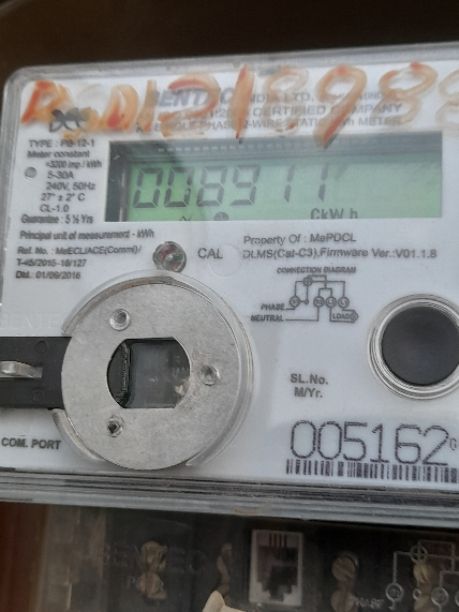 TYPE : PB-12-1
Meter constant
=3200 imp / kWh
5-30A
240V, 50Hz
27° ± 2° C
CL-1.0
Guarantee : 5 ½ Yrs
008911
CkWh
Principal unit of measurement - kWh
Ref. No. : MeECL/ACE(Comml)/
T-45/2015-16/127
Dtd. : 01/06/2016
CAL
Property Of : MePDCL
DLMS(Cat-C3),Firmware Ver.:V01.1.8
CONNECTION DIAGRAM
PHASE
NEUTRAL
LOAD
SL.No.
M/Yr.
COM. PORT
005162